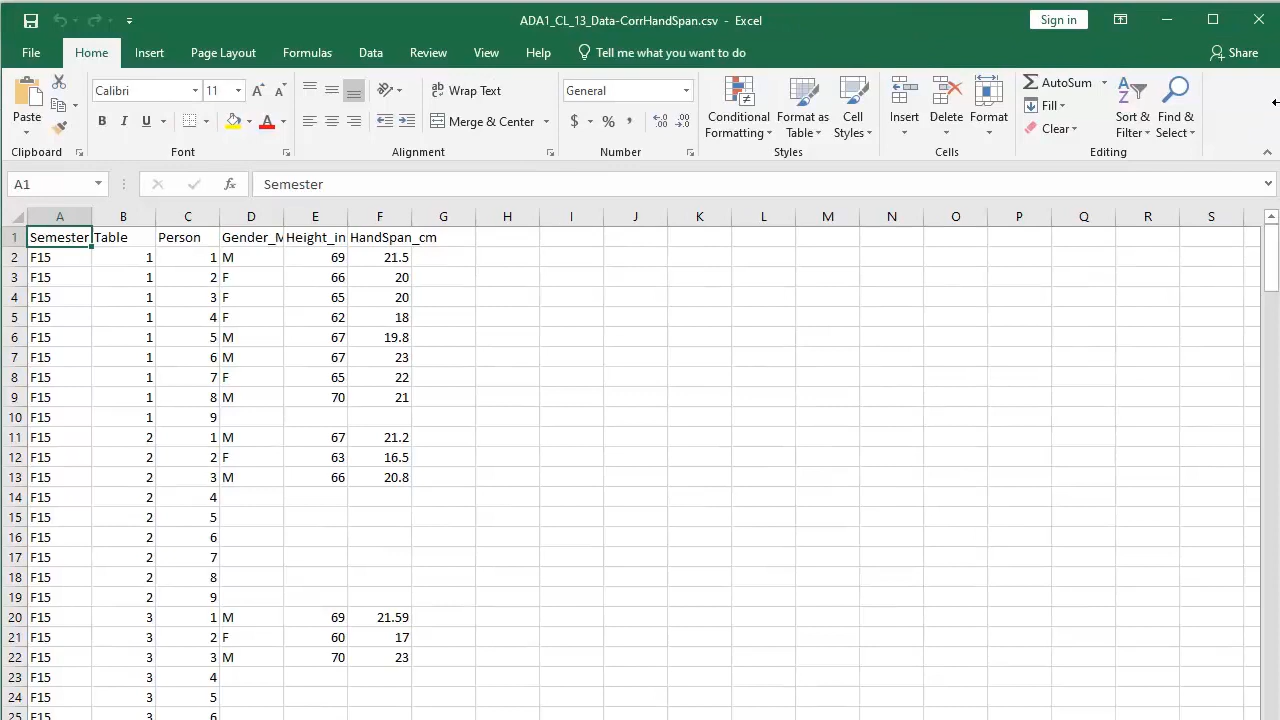 ADA1_CL_13_Data-CorrHandSpan.csv - Excel
Sign in
File Home Insert Page Layout Formulas Data Review View Help Tell me what you want to do Share
Paste
Calibri 11
B I U A
Wrap Text
Merge & Center
General
$ % ,
Conditional Formatting
Format as Table
Cell Styles
Insert Delete Format
AutoSum
Fill
Clear
Sort & Filter
Find & Select
Clipboard Font Alignment Number Styles Cells Editing
A1 fx Semester
A B C D E F G H I J K L M N O P Q R S
1 Semester Table Person Gender_M Height_in HandSpan_cm
2 F15 1 1 M 69 21.5
3 F15 1 2 F 66 20
4 F15 1 3 F 65 20
5 F15 1 4 F 62 18
6 F15 1 5 M 67 19.8
7 F15 1 6 M 67 23
8 F15 1 7 F 65 22
9 F15 1 8 M 70 21
10 F15 1 9
11 F15 2 1 M 67 21.2
12 F15 2 2 F 63 16.5
13 F15 2 3 M 66 20.8
14 F15 2 4
15 F15 2 5
16 F15 2 6
17 F15 2 7
18 F15 2 8
19 F15 2 9
20 F15 3 1 M 69 21.59
21 F15 3 2 F 60 17
22 F15 3 3 M 70 23
23 F15 3 4
24 F15 3 5
25 F15 3 6